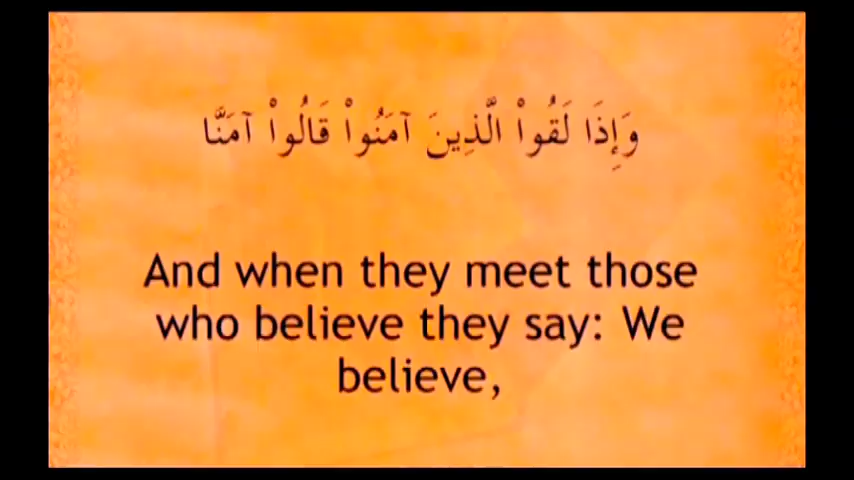 وَإِذَا لَقُواْ الَّذِينَ آمَنُواْ قَالُواْ آمَنَّا
And when they meet those
who believe they say: We
believe,